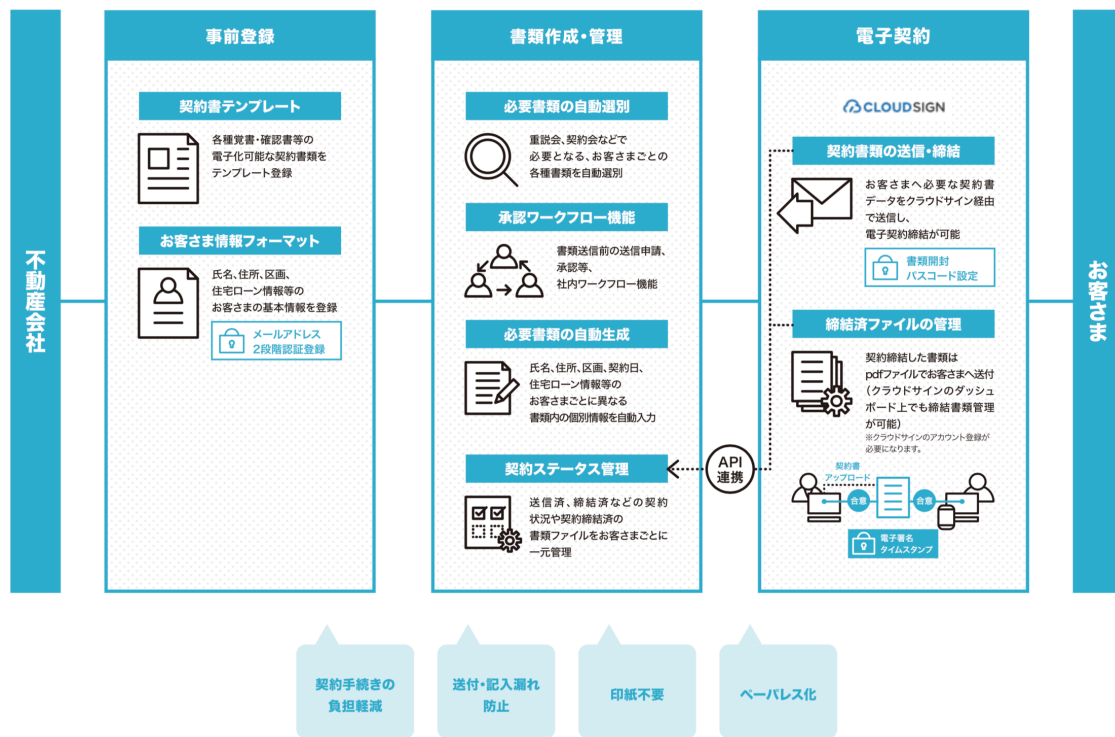 不動産会社
事前登録
契約書テンプレート
各種覚書・確認書等の
電子化可能な契約書類を
テンプレート登録
お客さま情報フォーマット
氏名、住所、区画、
住宅ローン情報等の
お客さまの基本情報を登録
メールアドレス
2段階認証登録
書類作成・管理
必要書類の自動選別
重説会、契約会などで
必要となる、お客さまごとの
各種書類を自動選別
承認ワークフロー機能
書類送信前の送信申請、
承認等、
社内ワークフロー機能
必要書類の自動生成
氏名、住所、区画、契約日、
住宅ローン情報等の
お客さまごとに異なる
書類内の個別情報を自動入力
契約ステータス管理
送信済、締結済などの契約
状況や契約締結済の
書類ファイルをお客さまごとに
一元管理
API
連携
電子契約
CLOUDSIGN
契約書類の送信・締結
お客さまへ必要な契約書
データをクラウドサイン経由
で送信し、
電子契約締結が可能
書類開封
パスコード設定
締結済ファイルの管理
契約締結した書類は
pdfファイルでお客さまへ送付
（クラウドサインのダッシュ
ボード上でも締結書類管理
が可能）
※クラウドサインのアカウント登録が
必要になります。
契約書
アップロード
合意
合意
電子署名
タイムスタンプ
お客さま
契約手続きの
負担軽減
送付・記入漏れ
防止
印紙不要
ペーパレス化